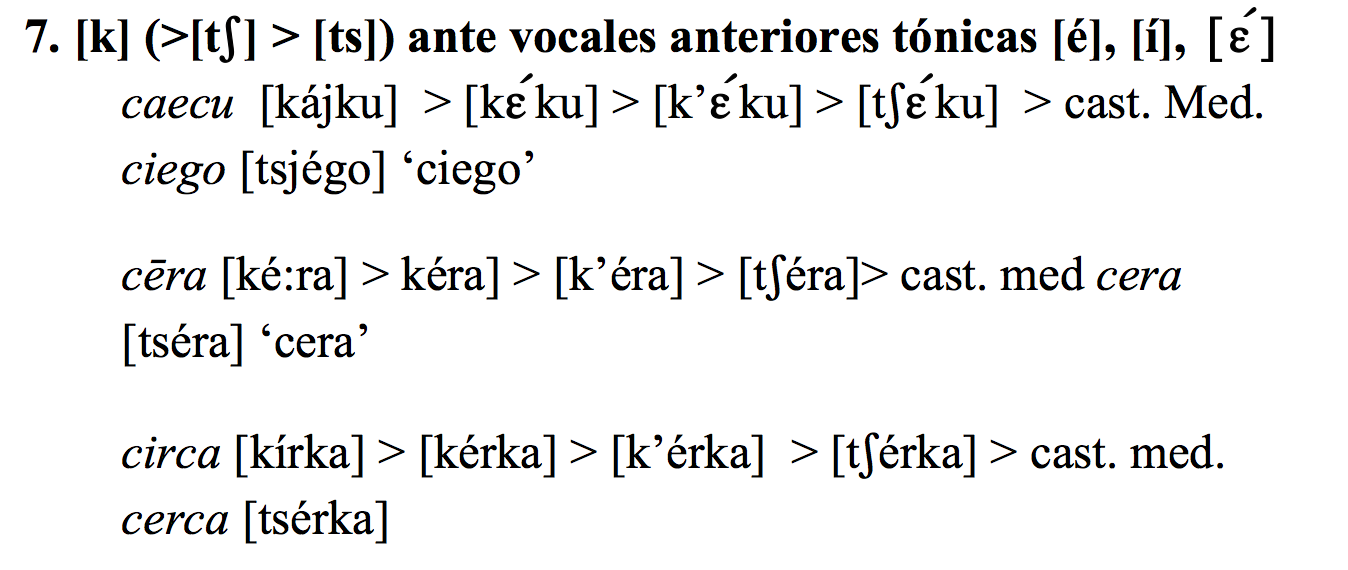 7. [k] (>[tʃ] > [ts]) ante vocales anteriores tónicas [é], [í], [ɛ́]
caecu [kájku] > [kɛ́ku] > [k’ɛ́ku] > [tʃɛ́ku] > cast. Med.
ciego [tsjégo] ‘ciego’
cēra [ké:ra] > kéra] > [k’éra] > [tʃéra]> cast. med cera
[tséra] ‘cera’
circa [kírka] > [kérka] > [k’érka] > [tʃérka] > cast. med.
cerca [tsérka]